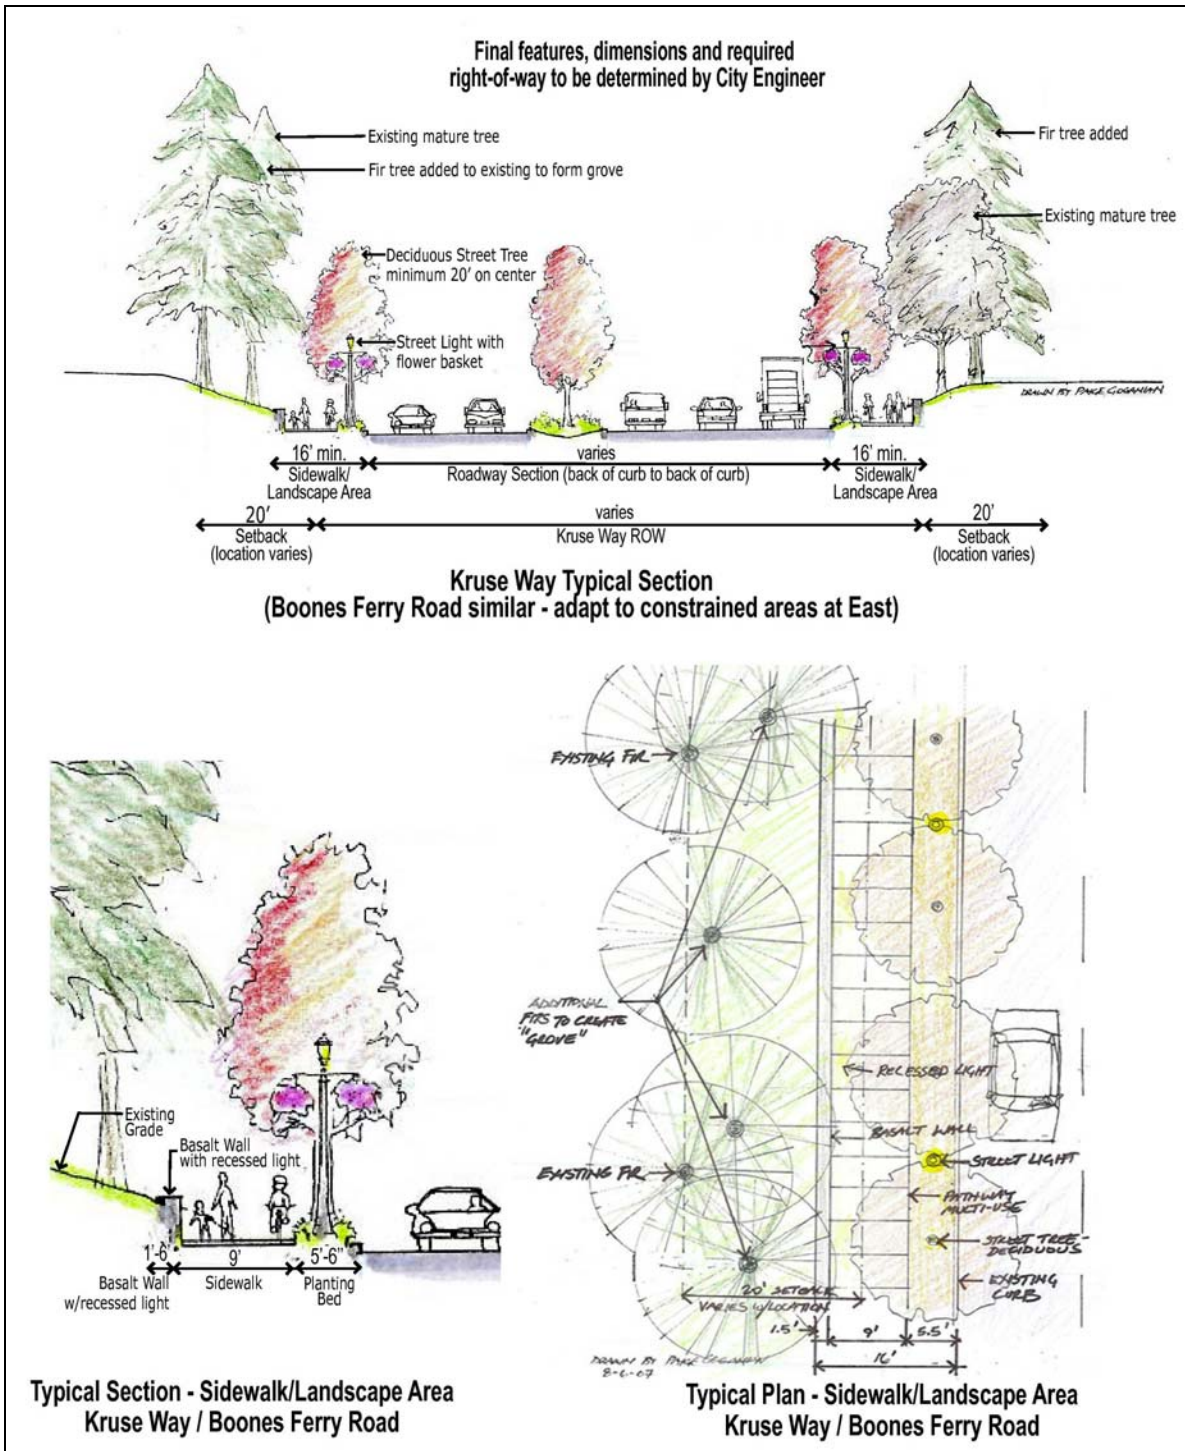 Final features, dimensions and required
right-of-way to be determined by City Engineer
Existing mature tree
Fir tree added to existing to form grove
Fir tree added
Existing mature tree
Deciduous Street Tree
minimum 20' on center
Street Light with
flower basket
DRAWN BY PAIGE GOGANIAN
16' min.
Sidewalk/
Landscape Area
varies
Roadway Section (back of curb to back of curb)
16' min.
Sidewalk/
Landscape Area
20'
Setback
(location varies)
varies
Kruse Way ROW
20'
Setback
(location varies)
Kruse Way Typical Section
(Boones Ferry Road similar - adapt to constrained areas at East)
Existing
Grade
Basalt Wall
with recessed light
1'-6"
9'
5'-6"
Basalt Wall
w/recessed light
Sidewalk
Planting
Bed
Typical Section - Sidewalk/Landscape Area
Kruse Way / Boones Ferry Road
EXISTING FIR
ADDITIONAL
FIRS TO CREATE
"GROVE"
RECESSED LIGHT
BASALT WALL
EXISTING FIR
STREET LIGHT
PATHWAY
MULTI-USE
STREET TREE -
DECIDUOUS
EXISTING
CURB
20' SETBACK
VARIES W/LOCATION
1.5'
9'
5.5'
16'
DRAWN BY PAIGE GOGANIAN
8-6-07
Typical Plan - Sidewalk/Landscape Area
Kruse Way / Boones Ferry Road